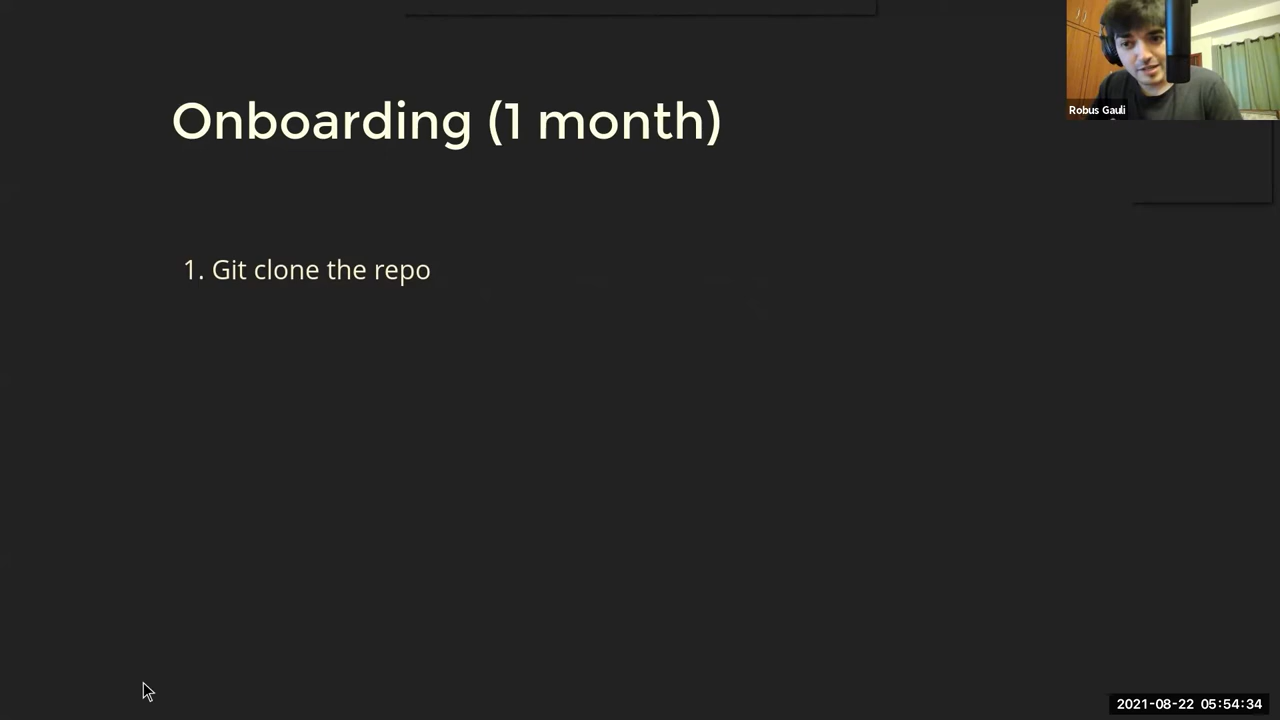 Onboarding (1 month)
Robus Gauli
1. Git clone the repo
2021-08-22 05:54:34